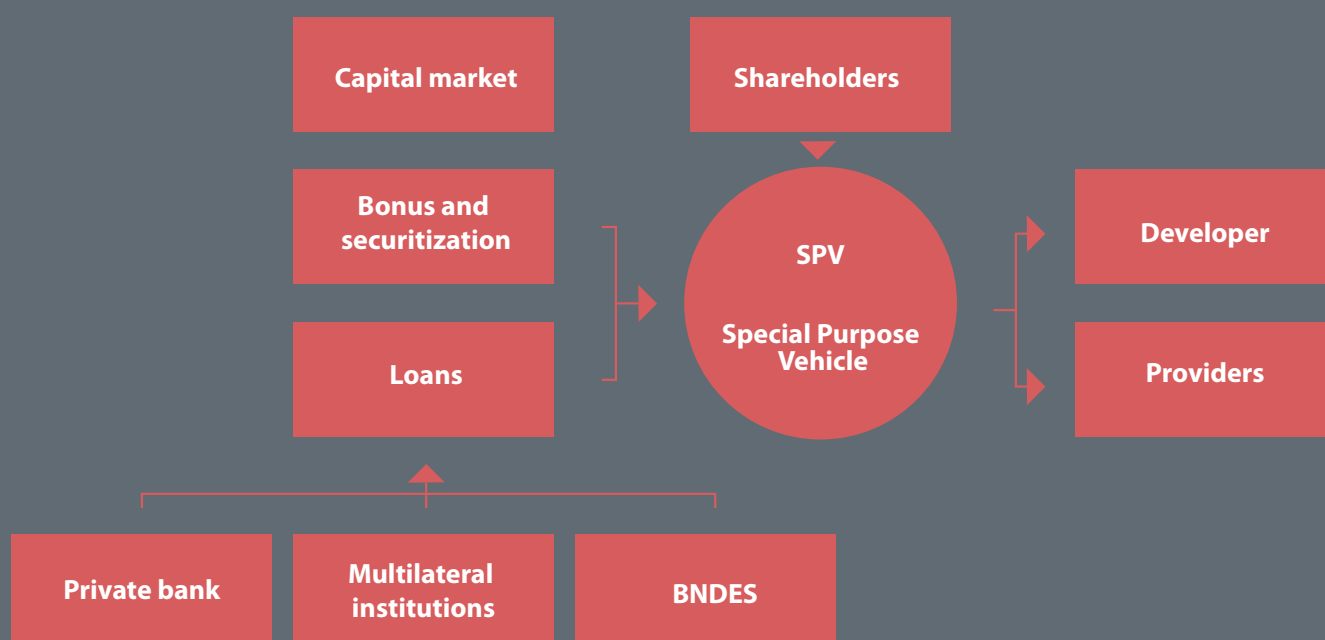 Capital market
Shareholders
Bonus and
securitization
SPV
Special Purpose
Vehicle
Developer
Loans
Providers
Private bank
Multilateral
institutions
BNDES